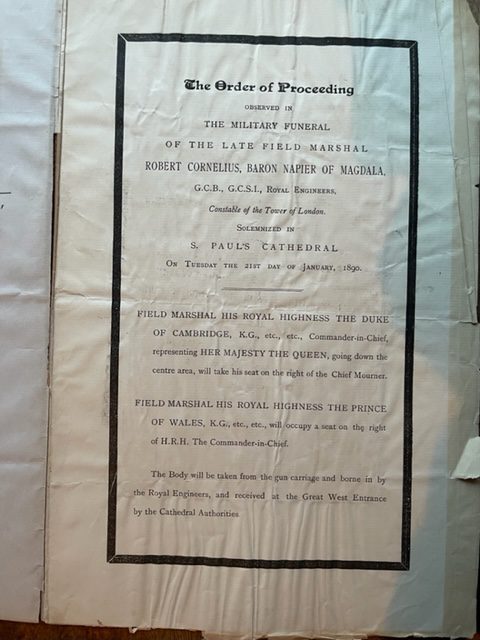 The Order of Proceeding
OBSERVED IN
THE MILITARY FUNERAL
OF THE LATE FIELD MARSHAL
ROBERT CORNELIUS, BARON NAPIER OF MAGDALA,
G.C.B., G.C.S.I., ROYAL ENGINEERS,
Constable of the Tower of London.
SOLEMNIZED IN
S. PAUL'S CATHEDRAL
ON TUESDAY THE 21ST DAY OF JANUARY, 1890.
FIELD MARSHAL HIS ROYAL HIGHNESS THE DUKE
OF CAMBRIDGE, K.G., etc., etc., Commander-in-Chief,
representing HER MAJESTY THE QUEEN, going down the
centre area, will take his seat on the right of the Chief Mourner.
FIELD MARSHAL HIS ROYAL HIGHNESS THE PRINCE
OF WALES, K.G., etc., etc., will occupy a seat on the right
of H.R.H. The Commander-in-Chief.
The Body will be taken from the gun carriage and borne in by
the Royal Engineers, and received at the Great West Entrance
by the Cathedral Authorities